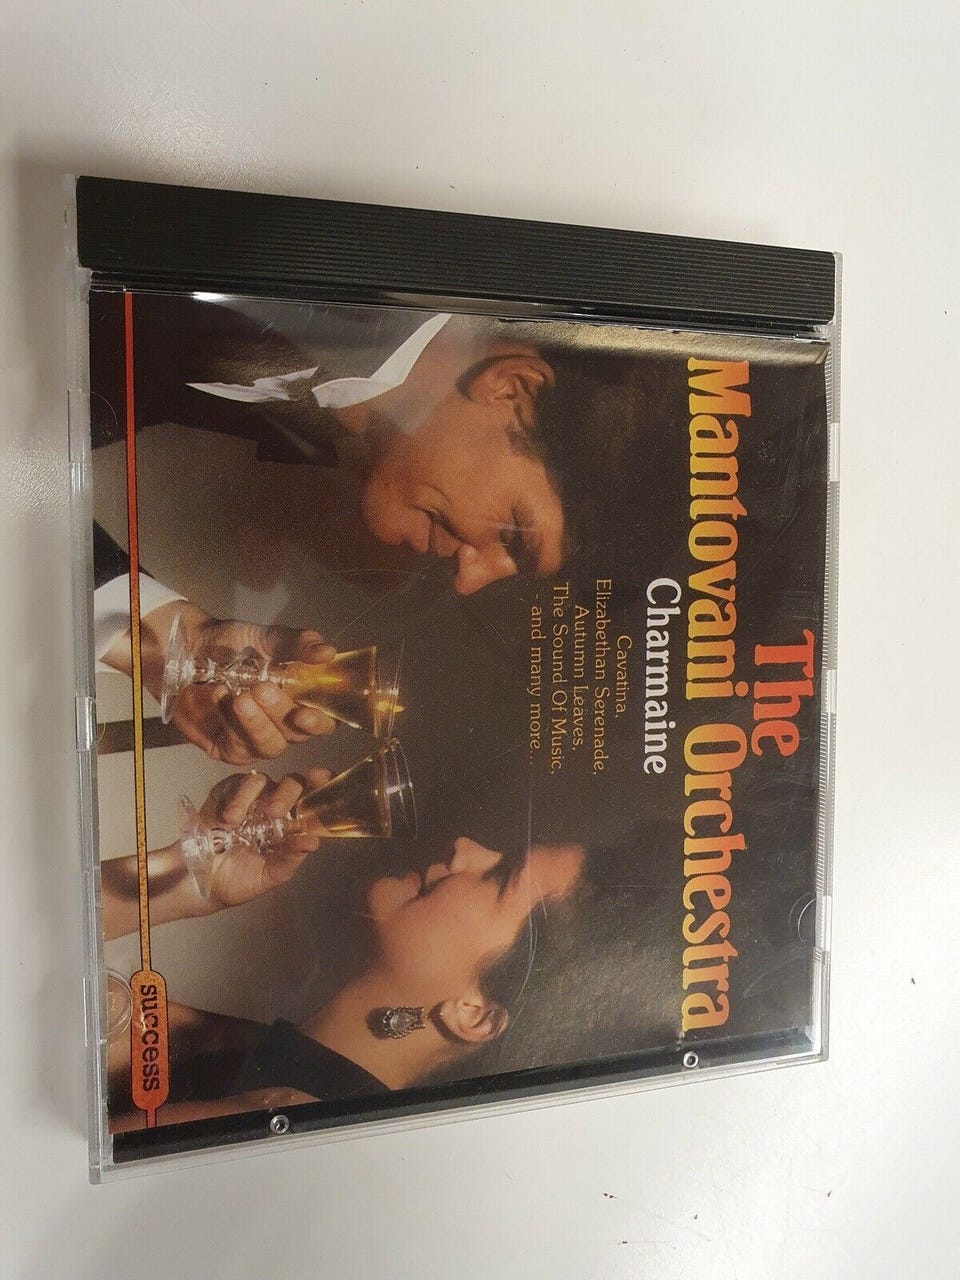 The
Mantovani Orchestra
Charmaine
Cavatina,
Elizabethan Serenade,
Autumn Leaves,
The Sound Of Music,
- and many more...
success